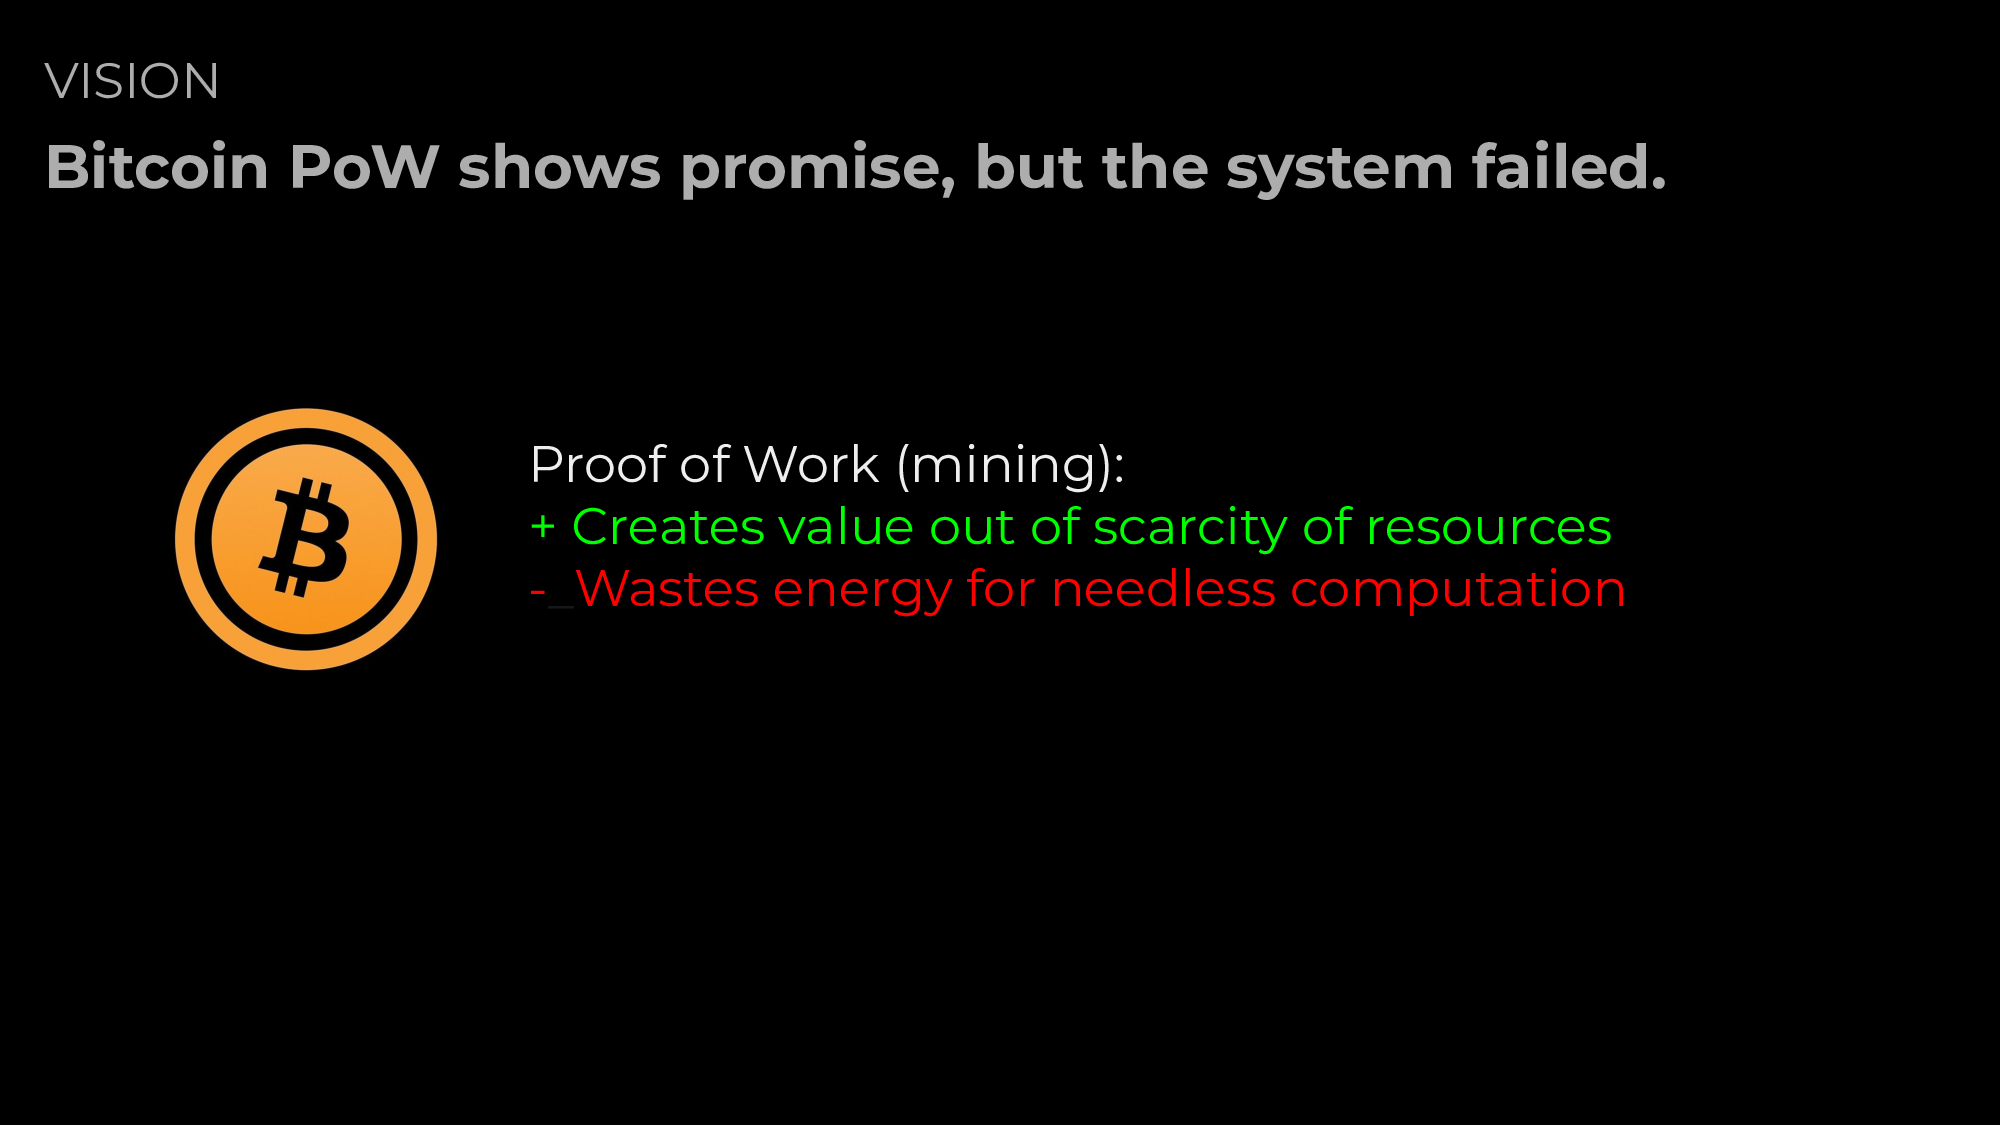 VISION
Bitcoin PoW shows promise, but the system failed.
Proof of Work (mining):
+ Creates value out of scarcity of resources
-_Wastes energy for needless computation